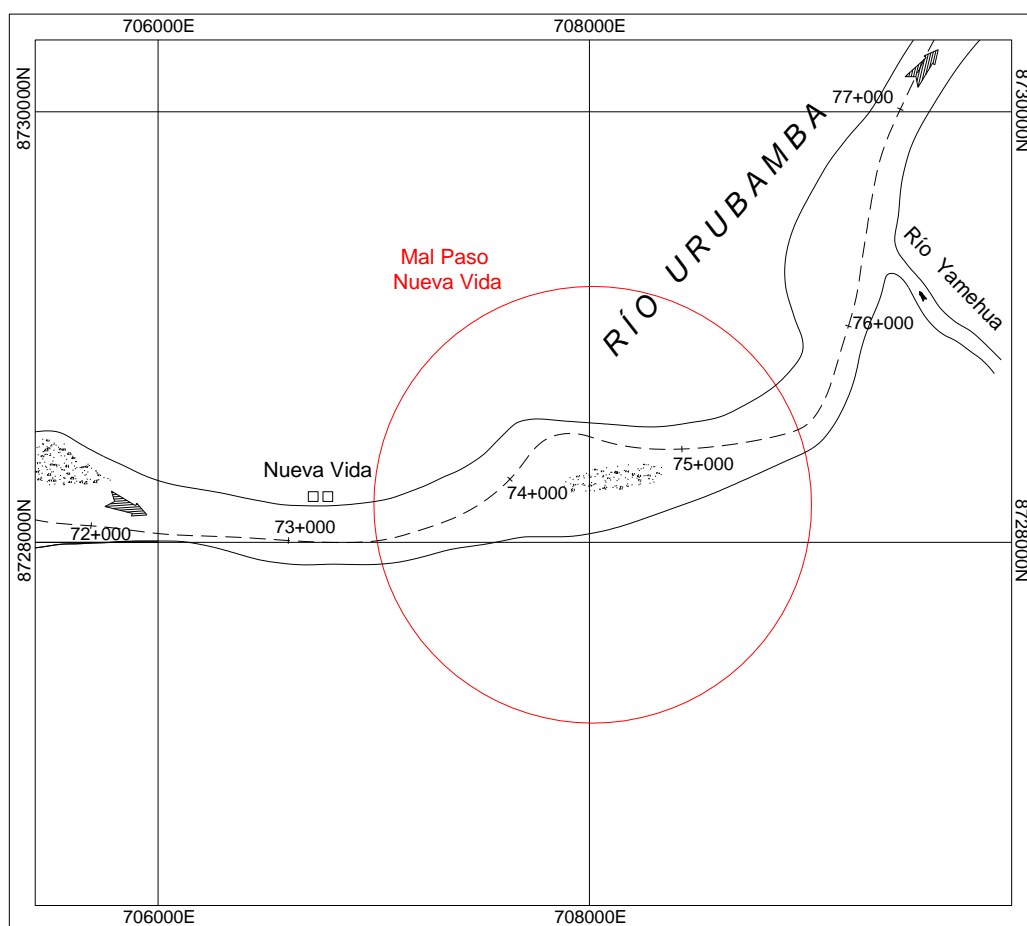 706000E
708000E
8730000N
8730000N
77+000
RÍO URUBAMBA
Mal Paso
Nueva Vida
Río Yamehua
76+000
Nueva Vida
75+000
74+000
73+000
72+000
8728000N
8728000N
706000E
708000E